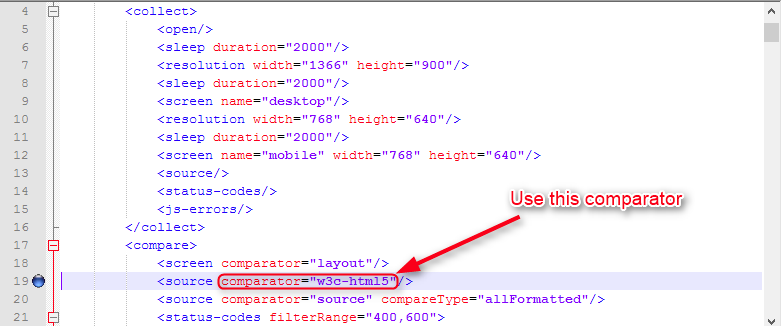 4 <collect>
5 <open/>
6 <sleep duration="2000"/>
7 <resolution width="1366" height="900"/>
8 <sleep duration="2000"/>
9 <screen name="desktop"/>
10 <resolution width="768" height="640"/>
11 <sleep duration="2000"/>
12 <screen name="mobile" width="768" height="640"/>
13 <source/>
14 <status-codes/>
Use this comparator
15 <js-errors/>
16 </collect>
17 <compare>
18 <screen comparator="layout"/>
19 <source comparator="w3c-html5"/>
20 <source comparator="source" compareType="allFormatted"/>
21 <status-codes filterRange="400,600">